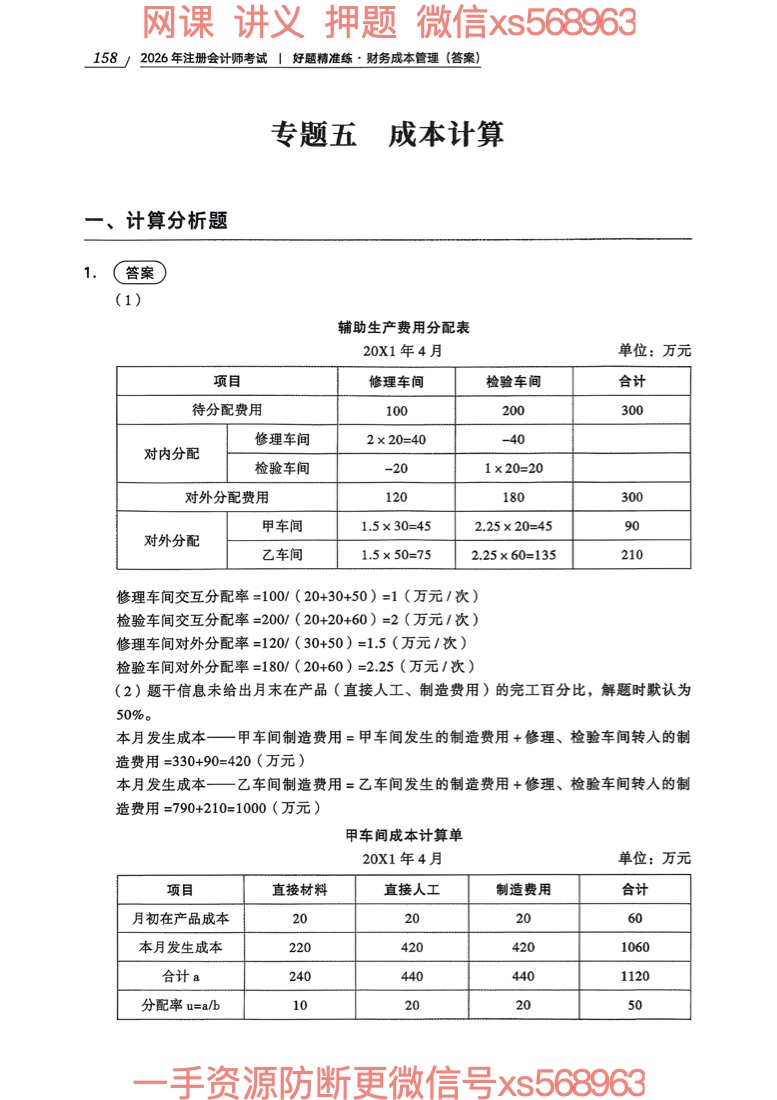 网课 讲义 押题 微信xs568963
158 / 2026年注册会计师考试 | 好题精准练·财务成本管理（答案）
专题五 成本计算
一、计算分析题
1. 答案
（1）
辅助生产费用分配表
20X1年4月 单位：万元
项目 修理车间 检验车间 合计
待分配费用 100 200 300
对内分配 修理车间 2×20=40 -40
检验车间 -20 1×20=20
对外分配费用 120 180 300
对外分配 甲车间 1.5×30=45 2.25×20=45 90
乙车间 1.5×50=75 2.25×60=135 210
修理车间交互分配率=100/（20+30+50）=1（万元/次）
检验车间交互分配率=200/（20+20+60）=2（万元/次）
修理车间对外分配率=120/（30+50）=1.5（万元/次）
检验车间对外分配率=180/（20+60）=2.25（万元/次）
（2）题干信息未给出月末在产品（直接人工、制造费用）的完工百分比，解题时默认为
50%。
本月发生成本——甲车间制造费用=甲车间发生的制造费用+修理、检验车间转入的制
造费用=330+90=420（万元）
本月发生成本——乙车间制造费用=乙车间发生的制造费用+修理、检验车间转入的制
造费用=790+210=1000（万元）
甲车间成本计算单
20X1年4月 单位：万元
项目 直接材料 直接人工 制造费用 合计
月初在产品成本 20 20 20 60
本月发生成本 220 420 420 1060
合计a 240 440 440 1120
分配率u=a/b 10 20 20 50
一手资源防断更微信号xs568963